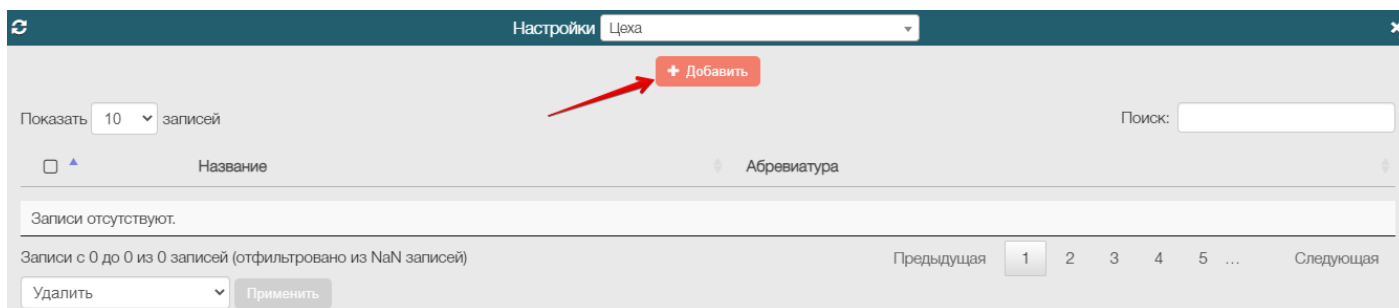 Настройки Цеха
+ Добавить
Показать 10 записей Поиск:
Название Абревиатура
Записи отсутствуют.
Записи с 0 до 0 из 0 записей (отфильтровано из NaN записей) Предыдущая 1 2 3 4 5 … Следующая
Удалить Применить